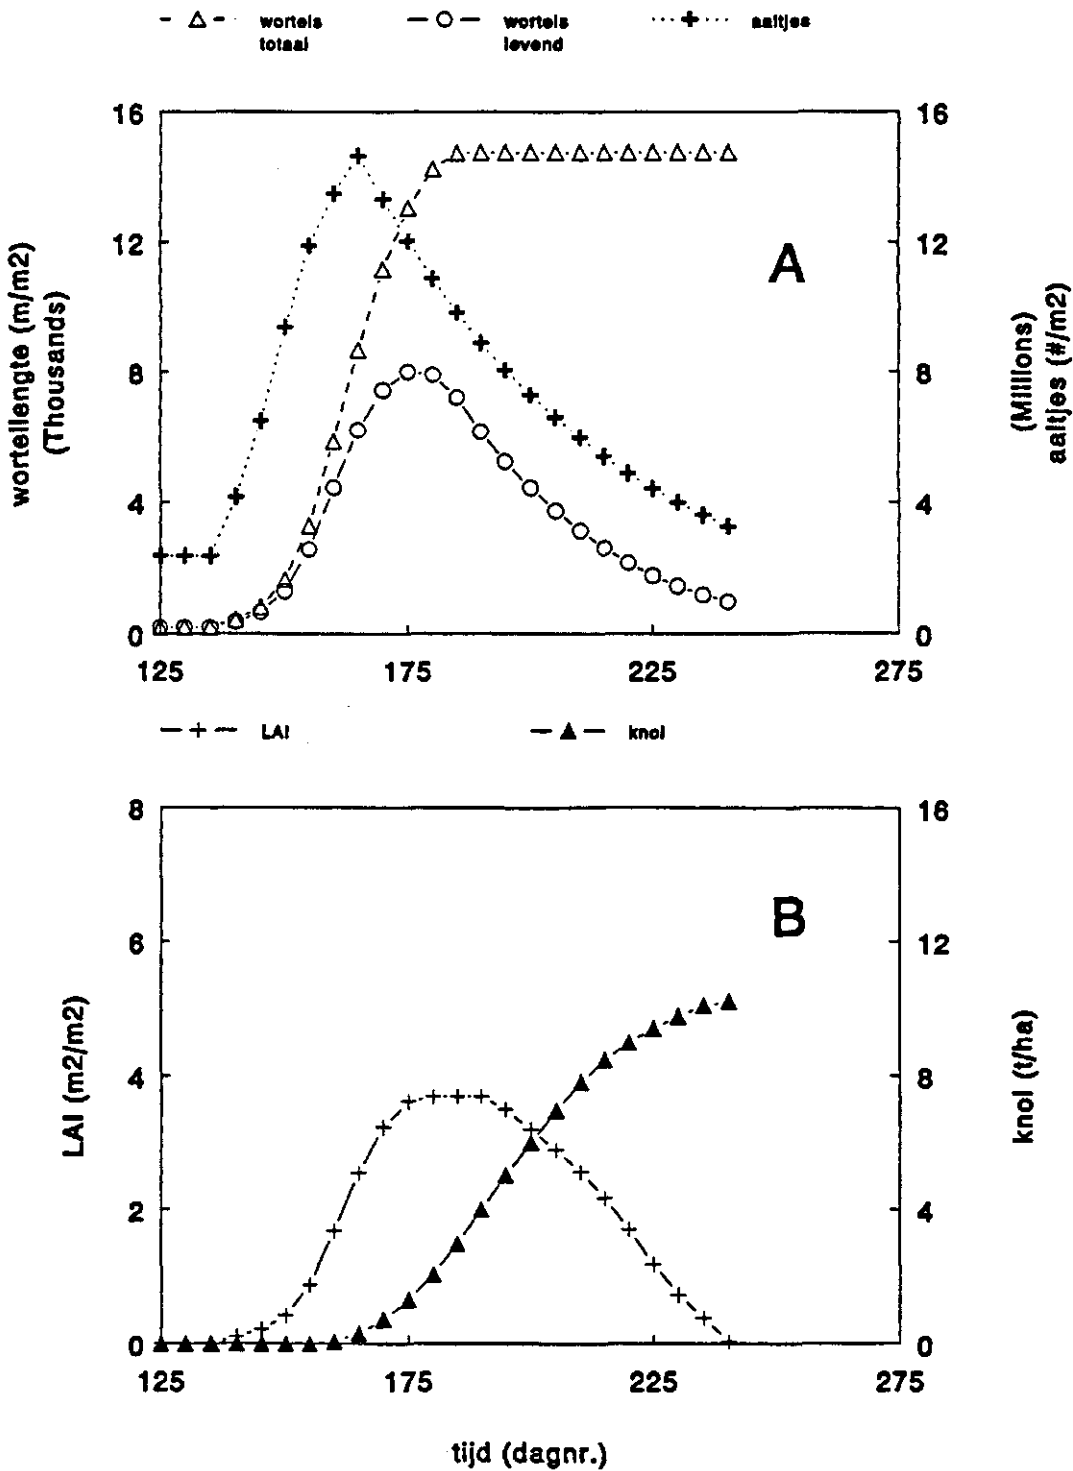 wortels totaal
wortels levend
aaltjes
16
12
8
4
0
wortellengte (m/m2)
(Thousands)
A
16
12
8
4
0
(Millions)
aaltjes (#/m2)
125 175 225 275
LAI
knol
8
6
4
2
0
LAI (m2/m2)
B
16
12
8
4
0
knol (t/ha)
125 175 225 275
tijd (dagnr.)